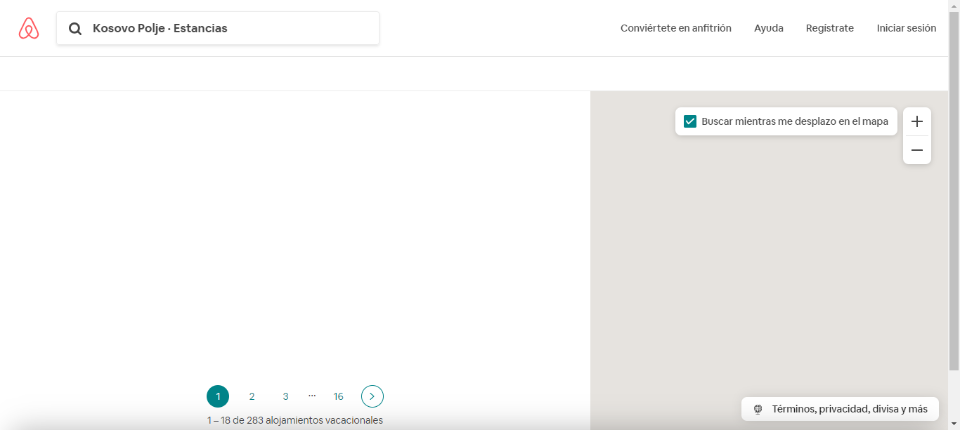 Kosovo Polje · Estancias
Conviértete en anfitrión
Ayuda
Regístrate
Iniciar sesión
Buscar mientras me desplazo en el mapa
1 2 3 ··· 16
1 – 18 de 283 alojamientos vacacionales
Términos, privacidad, divisa y más